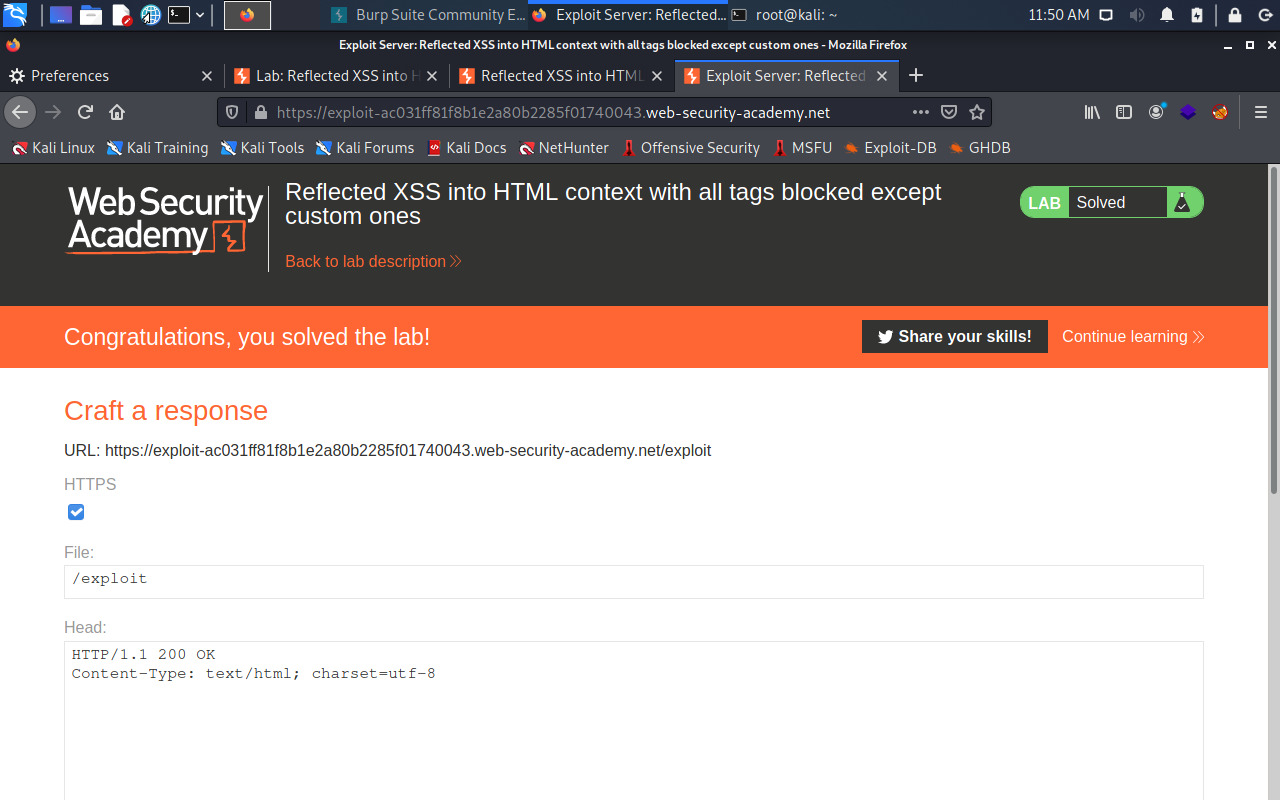 Burp Suite Community E...
Exploit Server: Reflected...
root@kali: ~
11:50 AM
Exploit Server: Reflected XSS into HTML context with all tags blocked except custom ones - Mozilla Firefox
Preferences
Lab: Reflected XSS into H
Reflected XSS into HTML
Exploit Server: Reflected
https://exploit-ac031ff81f8b1e2a80b2285f01740043.web-security-academy.net
Kali Linux
Kali Training
Kali Tools
Kali Forums
Kali Docs
NetHunter
Offensive Security
MSFU
Exploit-DB
GHDB
Web Security
Academy
Reflected XSS into HTML context with all tags blocked except
custom ones
Back to lab description
LAB Solved
Congratulations, you solved the lab!
Share your skills!
Continue learning
Craft a response
URL: https://exploit-ac031ff81f8b1e2a80b2285f01740043.web-security-academy.net/exploit
HTTPS
File:
/exploit
Head:
HTTP/1.1 200 OK
Content-Type: text/html; charset=utf-8